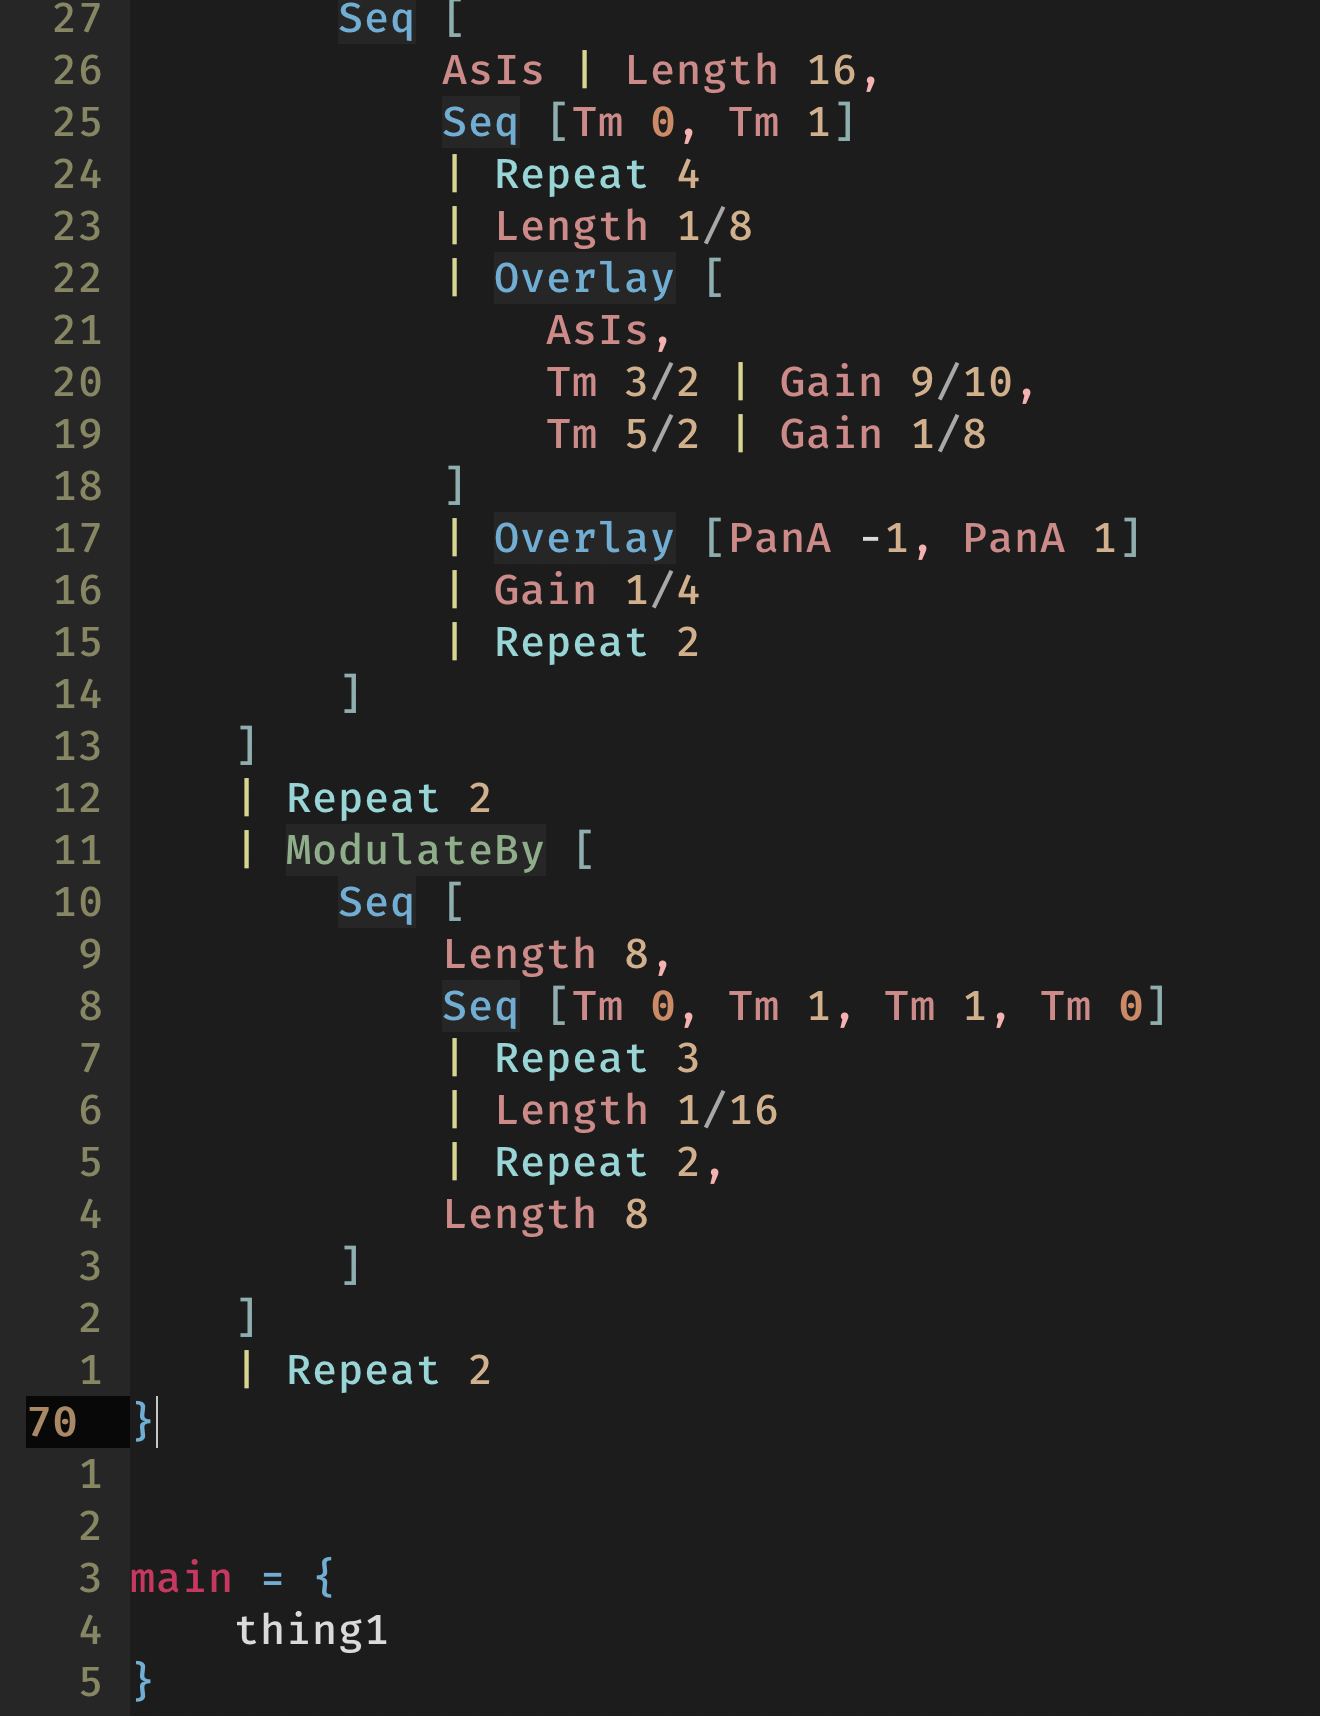 27 Seq [
26 AsIs | Length 16,
25 Seq [Tm 0, Tm 1]
24 | Repeat 4
23 | Length 1/8
22 | Overlay [
21 AsIs,
20 Tm 3/2 | Gain 9/10,
19 Tm 5/2 | Gain 1/8
18 ]
17 | Overlay [PanA -1, PanA 1]
16 | Gain 1/4
15 | Repeat 2
14 ]
13 ]
12 | Repeat 2
11 | ModulateBy [
10 Seq [
9 Length 8,
8 Seq [Tm 0, Tm 1, Tm 1, Tm 0]
7 | Repeat 3
6 | Length 1/16
5 | Repeat 2,
4 Length 8
3 ]
2 ]
1 | Repeat 2
70 }
1
2
3 main = {
4 thing1
5 }